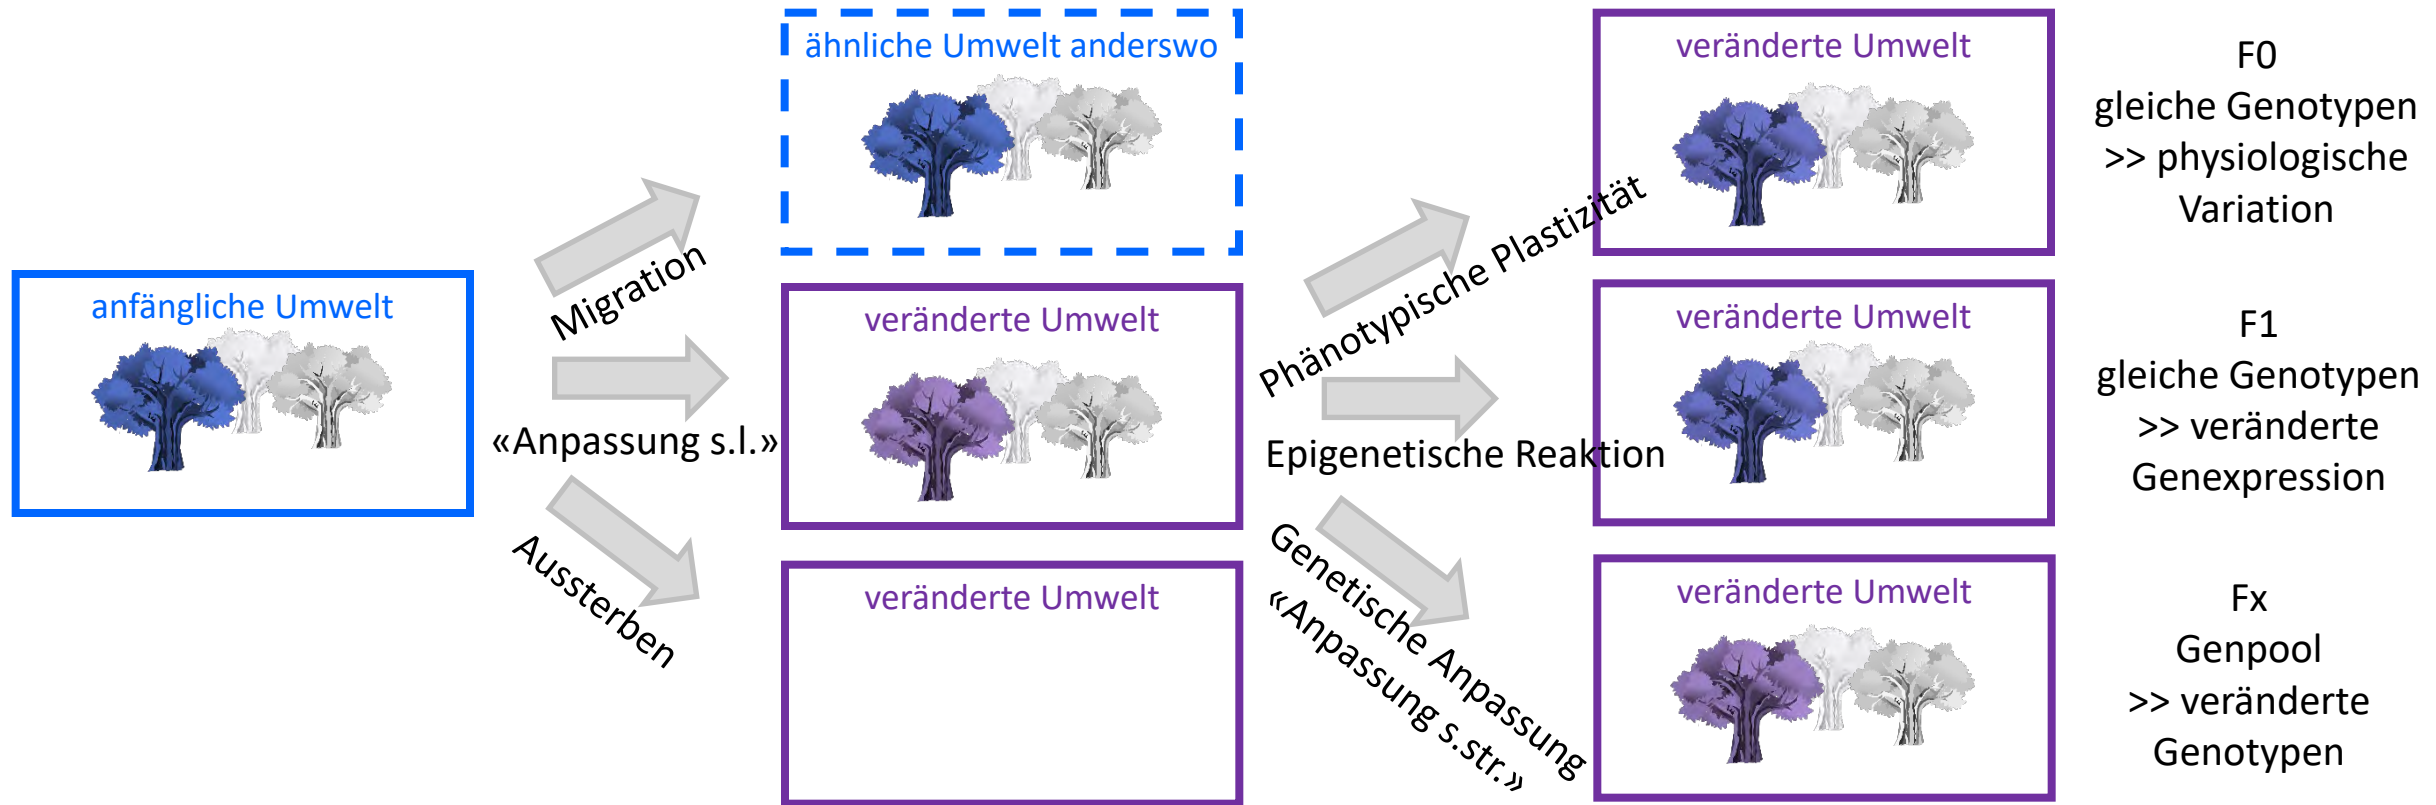 anfängliche Umwelt
Migration
«Anpassung s.l.»
Aussterben
ähnliche Umwelt anderswo
veränderte Umwelt
veränderte Umwelt
Phänotypische Plastizität
Epigenetische Reaktion
Genetische Anpassung
«Anpassung s.str.»
veränderte Umwelt
veränderte Umwelt
veränderte Umwelt
F0
gleiche Genotypen
>> physiologische
Variation
F1
gleiche Genotypen
>> veränderte
Genexpression
Fx
Genpool
>> veränderte
Genotypen